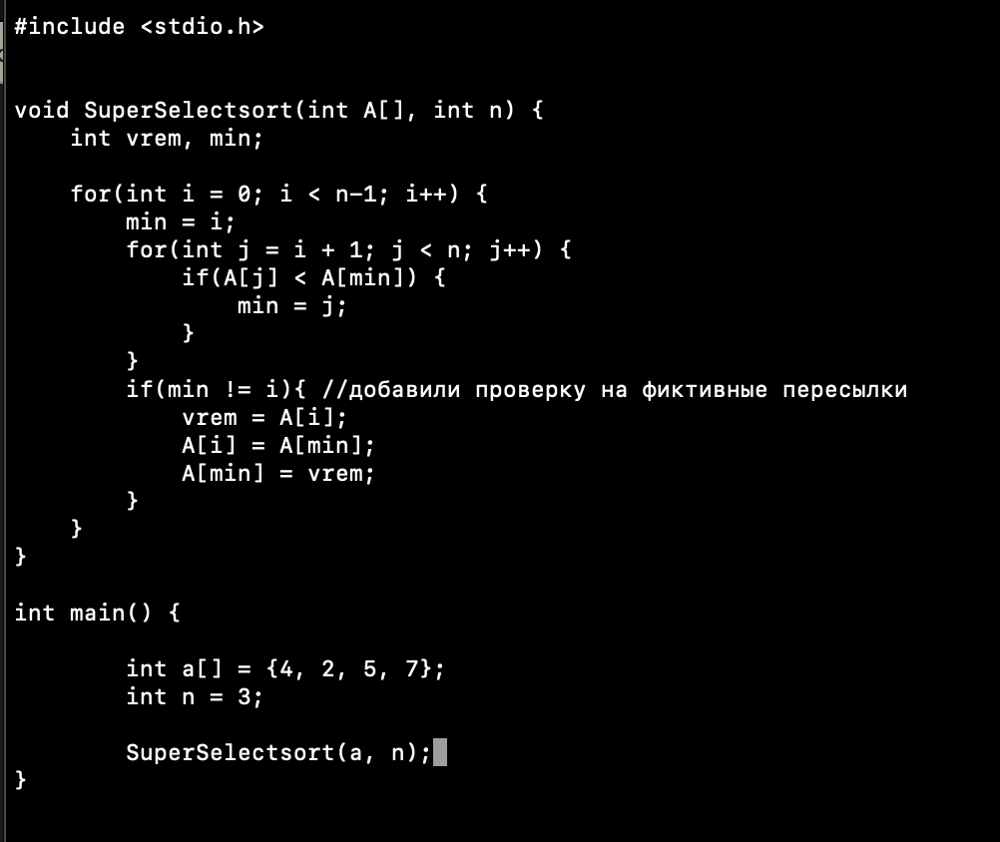 #include <stdio.h>
void SuperSelectsort(int A[], int n) {
    int vrem, min;
    for(int i = 0; i < n-1; i++) {
        min = i;
        for(int j = i + 1; j < n; j++) {
            if(A[j] < A[min]) {
                min = j;
            }
        }
        if(min != i){ //добавили проверку на фиктивные пересылки
            vrem = A[i];
            A[i] = A[min];
            A[min] = vrem;
        }
    }
}
int main() {
        int a[] = {4, 2, 5, 7};
        int n = 3;
        SuperSelectsort(a, n);
}